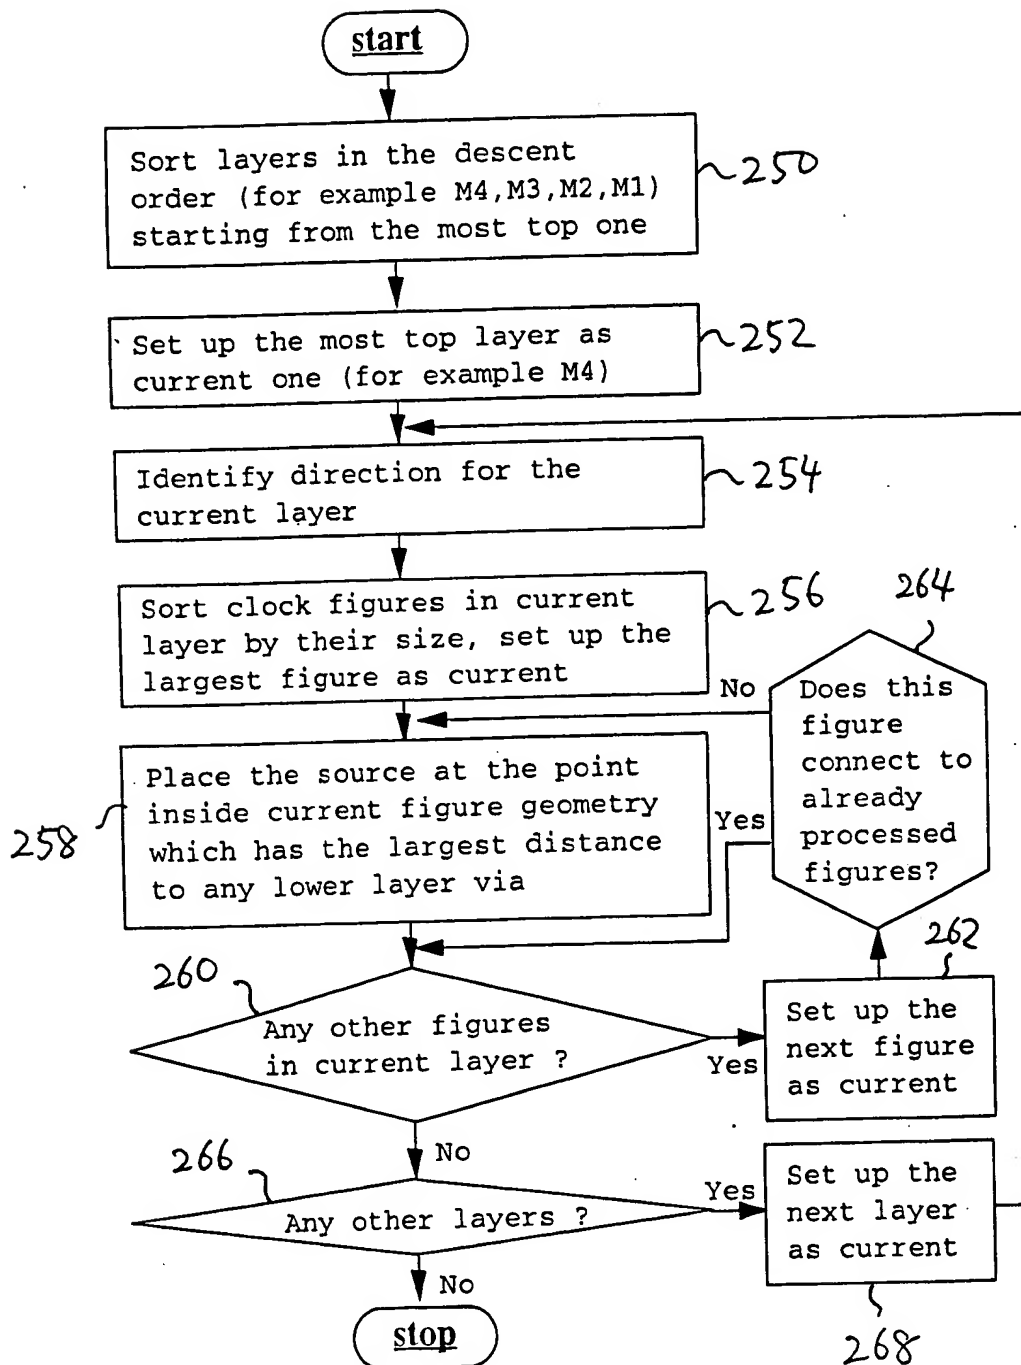 start
Sort layers in the descent
order (for example M4,M3,M2,M1)
starting from the most top one
250
Set up the most top layer as
current one (for example M4)
252
Identify direction for the
current layer
254
Sort clock figures in current
layer by their size, set up the
largest figure as current
256
264
No
Does this
figure
connect to
already
processed
figures?
Yes
Place the source at the point
inside current figure geometry
which has the largest distance
to any lower layer via
258
260
Any other figures
in current layer ?
Yes
262
Set up the
next figure
as current
No
266
Any other layers ?
Yes
Set up the
next layer
as current
268
No
stop